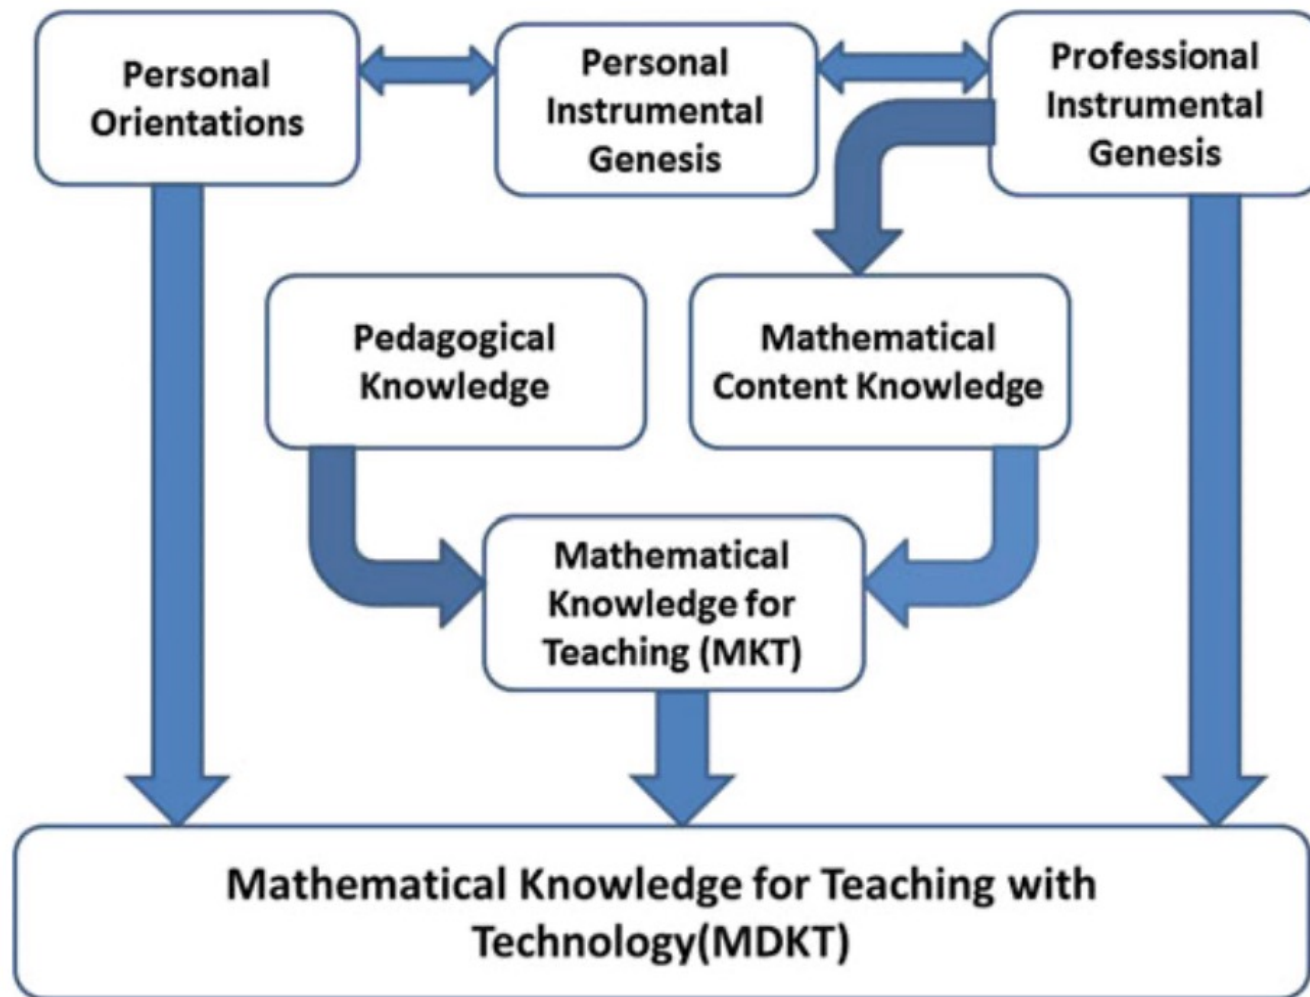 Personal
Orientations
Personal
Instrumental
Genesis
Professional
Instrumental
Genesis
Pedagogical
Knowledge
Mathematical
Content Knowledge
Mathematical
Knowledge for
Teaching (MKT)
Mathematical Knowledge for Teaching with
Technology(MDKT)